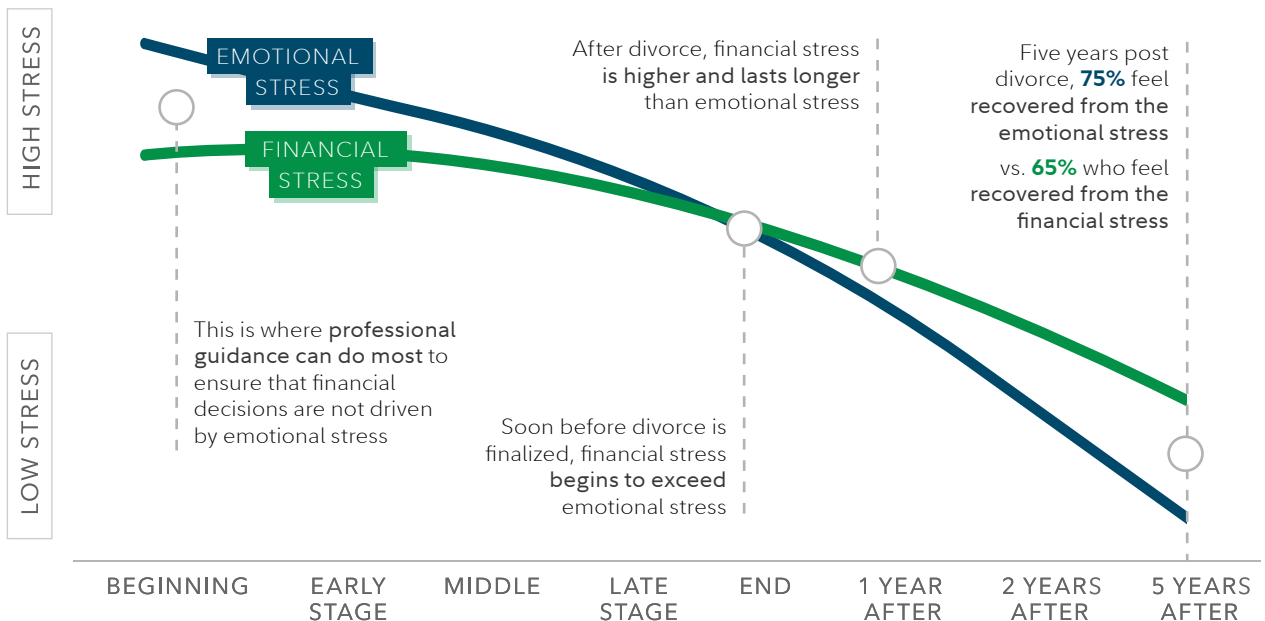 HIGH STRESS
LOW STRESS
EMOTIONAL
STRESS
FINANCIAL
STRESS
This is where professional
guidance can do most to
ensure that financial
decisions are not driven
by emotional stress
Soon before divorce is
finalized, financial stress
begins to exceed
emotional stress
After divorce, financial stress
is higher and lasts longer
than emotional stress
Five years post
divorce, 75% feel
recovered from the
emotional stress
vs. 65% who feel
recovered from the
financial stress
BEGINNING
EARLY
STAGE
MIDDLE
LATE
STAGE
END
1 YEAR
AFTER
2 YEARS
AFTER
5 YEARS
AFTER